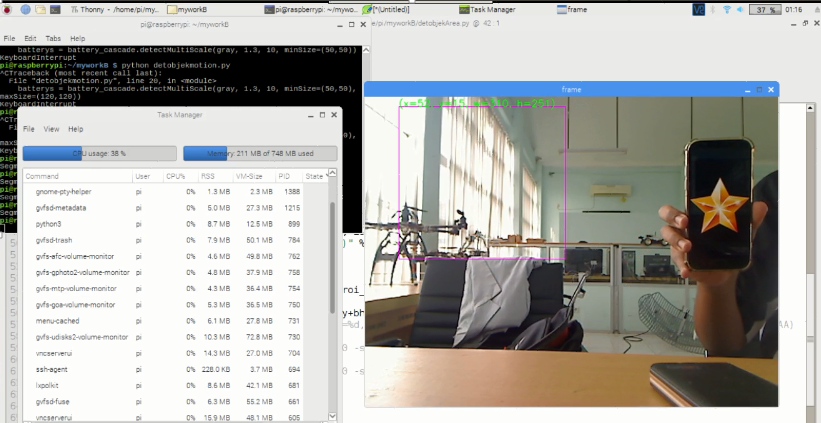 Th Thonny - /home/pi/my... myworkB pi@raspberrypi: ~/mywo... *[Untitled] Task Manager frame 37 % 01:16
pi@raspberrypi: ~/myworkB
e/pi/myworkB/detobjekArea.py @ 42 : 1
File Edit Tabs Help
batterys = battery_cascade.detectMultiScale(gray, 1.3, 10, minSize=(50,50))
KeyboardInterrupt
pi@raspberrypi:~/myworkB $ python detobjekmotion.py
^CTraceback (most recent call last):
File "detobjekmotion.py", line 20, in <module>
batterys = battery_cascade.detectMultiScale(gray, 1.3, 10, minSize=(50,50),
maxSize=(120,120))
KeyboardInterrupt
frame
Task Manager
File View Help
CPU usage: 38 %
Memory: 211 MB of 748 MB used
Command User CPU% RSS VM-Size PID State
gnome-pty-helper pi 0% 1.3 MB 2.3 MB 1388
gvfsd-metadata pi 0% 5.0 MB 27.3 MB 1215
python3 pi 0% 8.7 MB 12.5 MB 899
gvfsd-trash pi 0% 7.9 MB 50.1 MB 784
gvfs-afc-volume-monitor pi 0% 4.6 MB 49.8 MB 762
gvfs-gphoto2-volume-monitor pi 0% 4.8 MB 37.9 MB 758
gvfs-mtp-volume-monitor pi 0% 4.3 MB 36.4 MB 754
gvfs-goa-volume-monitor pi 0% 5.3 MB 36.5 MB 750
menu-cached pi 0% 6.1 MB 27.8 MB 731
gvfs-udisks2-volume-monitor pi 0% 10.3 MB 72.8 MB 730
vncserverui pi 0% 14.3 MB 27.0 MB 704
ssh-agent pi 0% 228.0 KB 3.7 MB 694
lxpolkit pi 0% 8.6 MB 42.1 MB 681
gvfsd-fuse pi 0% 6.3 MB 55.2 MB 661
vncserverui pi 0% 15.9 MB 48.1 MB 605
roi_
y+bh
=%d,
AA)